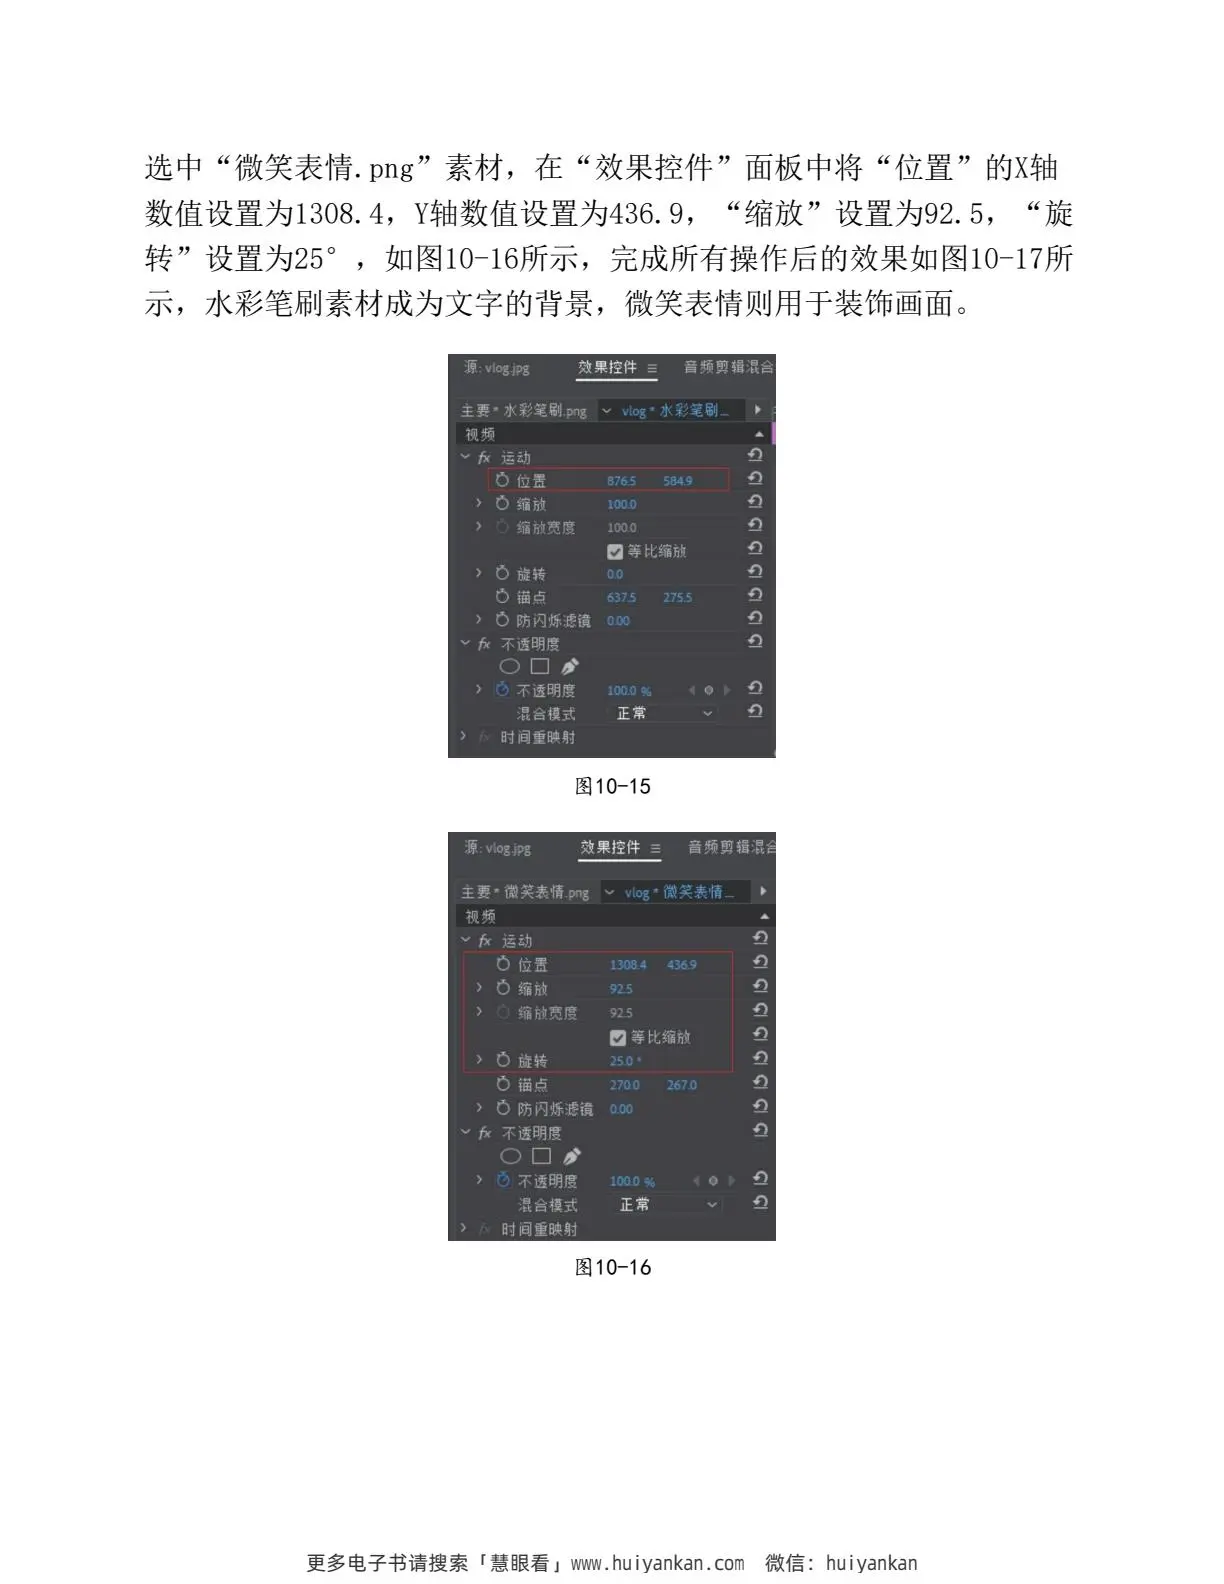 选中“微笑表情.png”素材，在“效果控件”面板中将“位置”的X轴
数值设置为1308.4，Y轴数值设置为436.9，“缩放”设置为92.5，“旋
转”设置为25°，如图10-16所示，完成所有操作后的效果如图10-17所
示，水彩笔刷素材成为文字的背景，微笑表情则用于装饰画面。
源: vlog.jpg 效果控件 音频剪辑混合
主要*水彩笔刷.png vlog*水彩笔刷...
视频
fx 运动
位置 876.5 584.9
缩放 100.0
缩放宽度 100.0
等比缩放
旋转 0.0
锚点 637.5 275.5
防闪烁滤镜 0.00
fx 不透明度
不透明度 100.0 %
混合模式 正常
fx 时间重映射
图10-15
源: vlog.jpg 效果控件 音频剪辑混合
主要*微笑表情.png vlog*微笑表情...
视频
fx 运动
位置 1308.4 436.9
缩放 92.5
缩放宽度 92.5
等比缩放
旋转 25.0 °
锚点 270.0 267.0
防闪烁滤镜 0.00
fx 不透明度
不透明度 100.0 %
混合模式 正常
fx 时间重映射
图10-16
更多电子书请搜索「慧眼看」www.huiyankan.com 微信: huiyankan